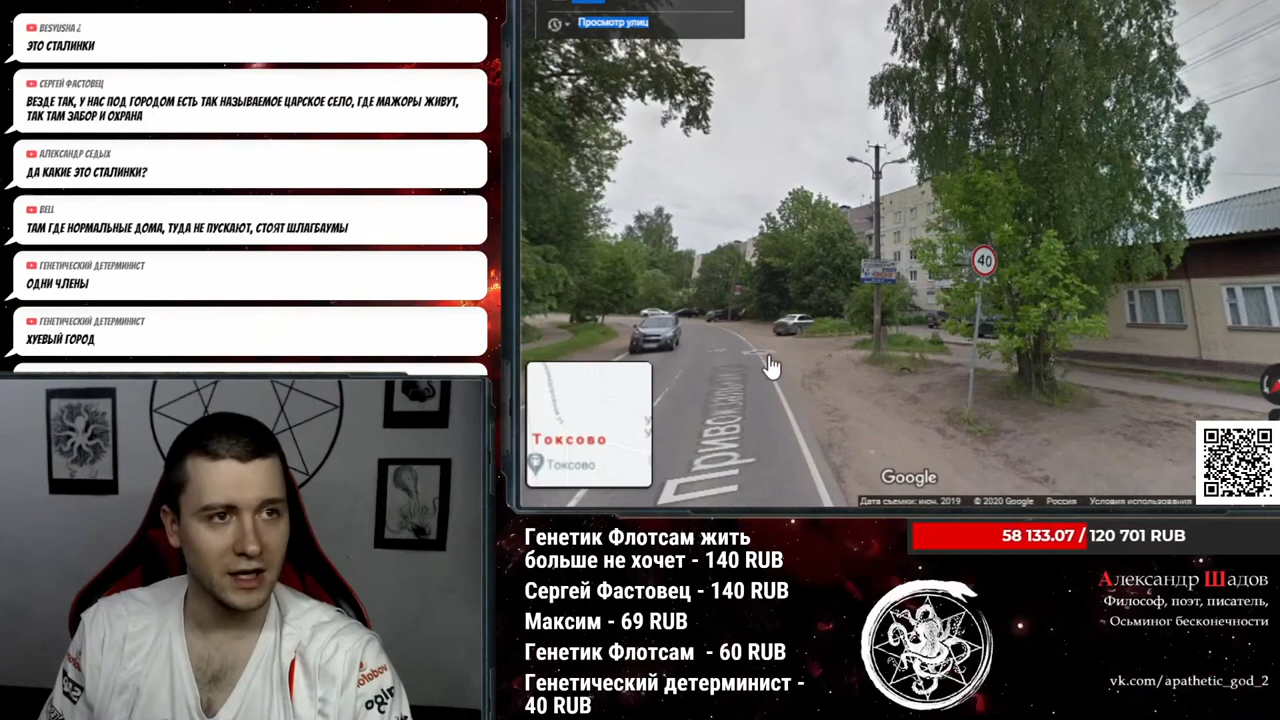 BESYUSHA ¿
ЭТО СТАЛИНКИ
СЕРГЕЙ ФАСТОВЕЦ
ВЕЗДЕ ТАК, У НАС ПОД ГОРОДОМ ЕСТЬ ТАК НАЗЫВАЕМОЕ ЦАРСКОЕ СЕЛО, ГДЕ МАЖОРЫ ЖИВУТ,
ТАК ТАМ ЗАБОР И ОХРАНА
АЛЕКСАНДР СЕДЫХ
ДА КАКИЕ ЭТО СТАЛИНКИ?
BELL
ТАМ ГДЕ НОРМАЛЬНЫЕ ДОМА, ТУДА НЕ ПУСКАЮТ, СТОЯТ ШЛАГБАУМЫ
ГЕНЕТИЧЕСКИЙ ДЕТЕРМИНИСТ
ОДНИ ЧЛЕНЫ
ГЕНЕТИЧЕСКИЙ ДЕТЕРМИНИСТ
ХУЕВЫЙ ГОРОД
Просмотр улиц
40
Токсово
Токсово
Google
Дата съемки: июн. 2019 © 2020 Google Россия Условия использования
Генетик Флотсам жить
больше не хочет - 140 RUB
Сергей Фастовец - 140 RUB
Максим - 69 RUB
Генетик Флотсам - 60 RUB
Генетический детерминист -
40 RUB
58 133.07 / 120 701 RUB
Александр Шадов
Философ, поэт, писатель,
Осьминог бесконечности
vk.com/apathetic_god_2